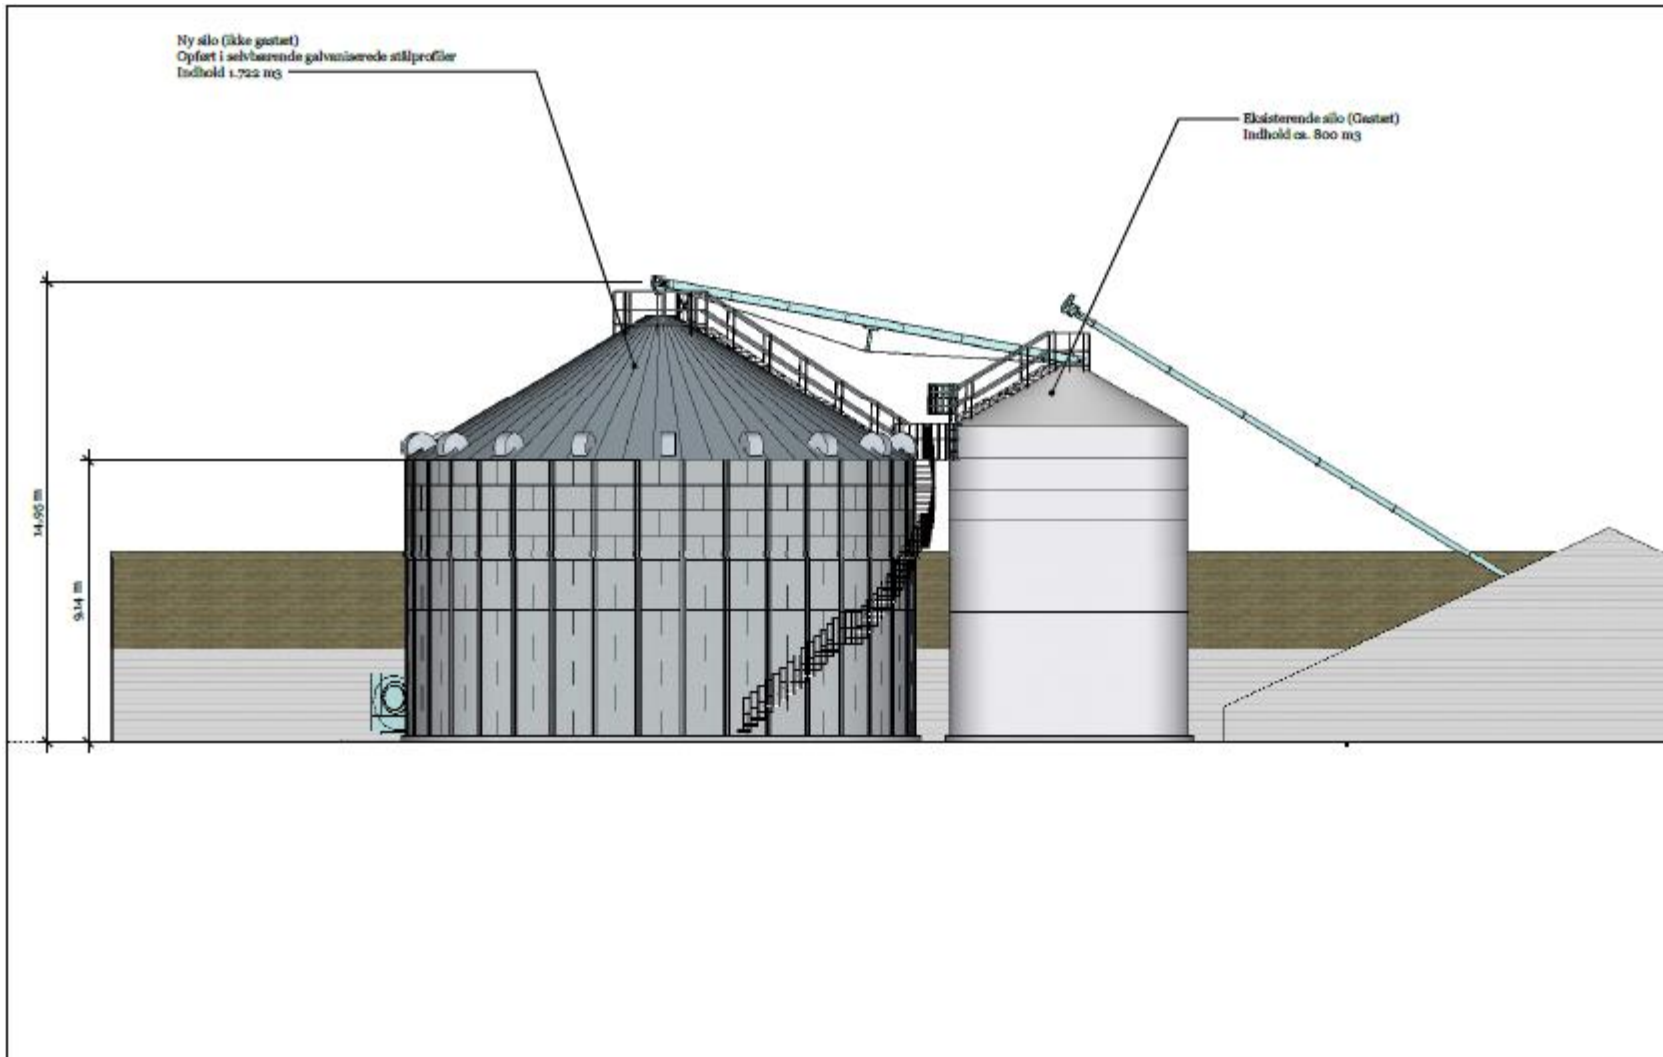 Ny silo (ikke gastæt)
Opført i selvbærende galvaniserede stålprofiler
Indhold 1.722 m3
Eksisterende silo (Gastæt)
Indhold ca. 800 m3
14.95 m
9.14 m